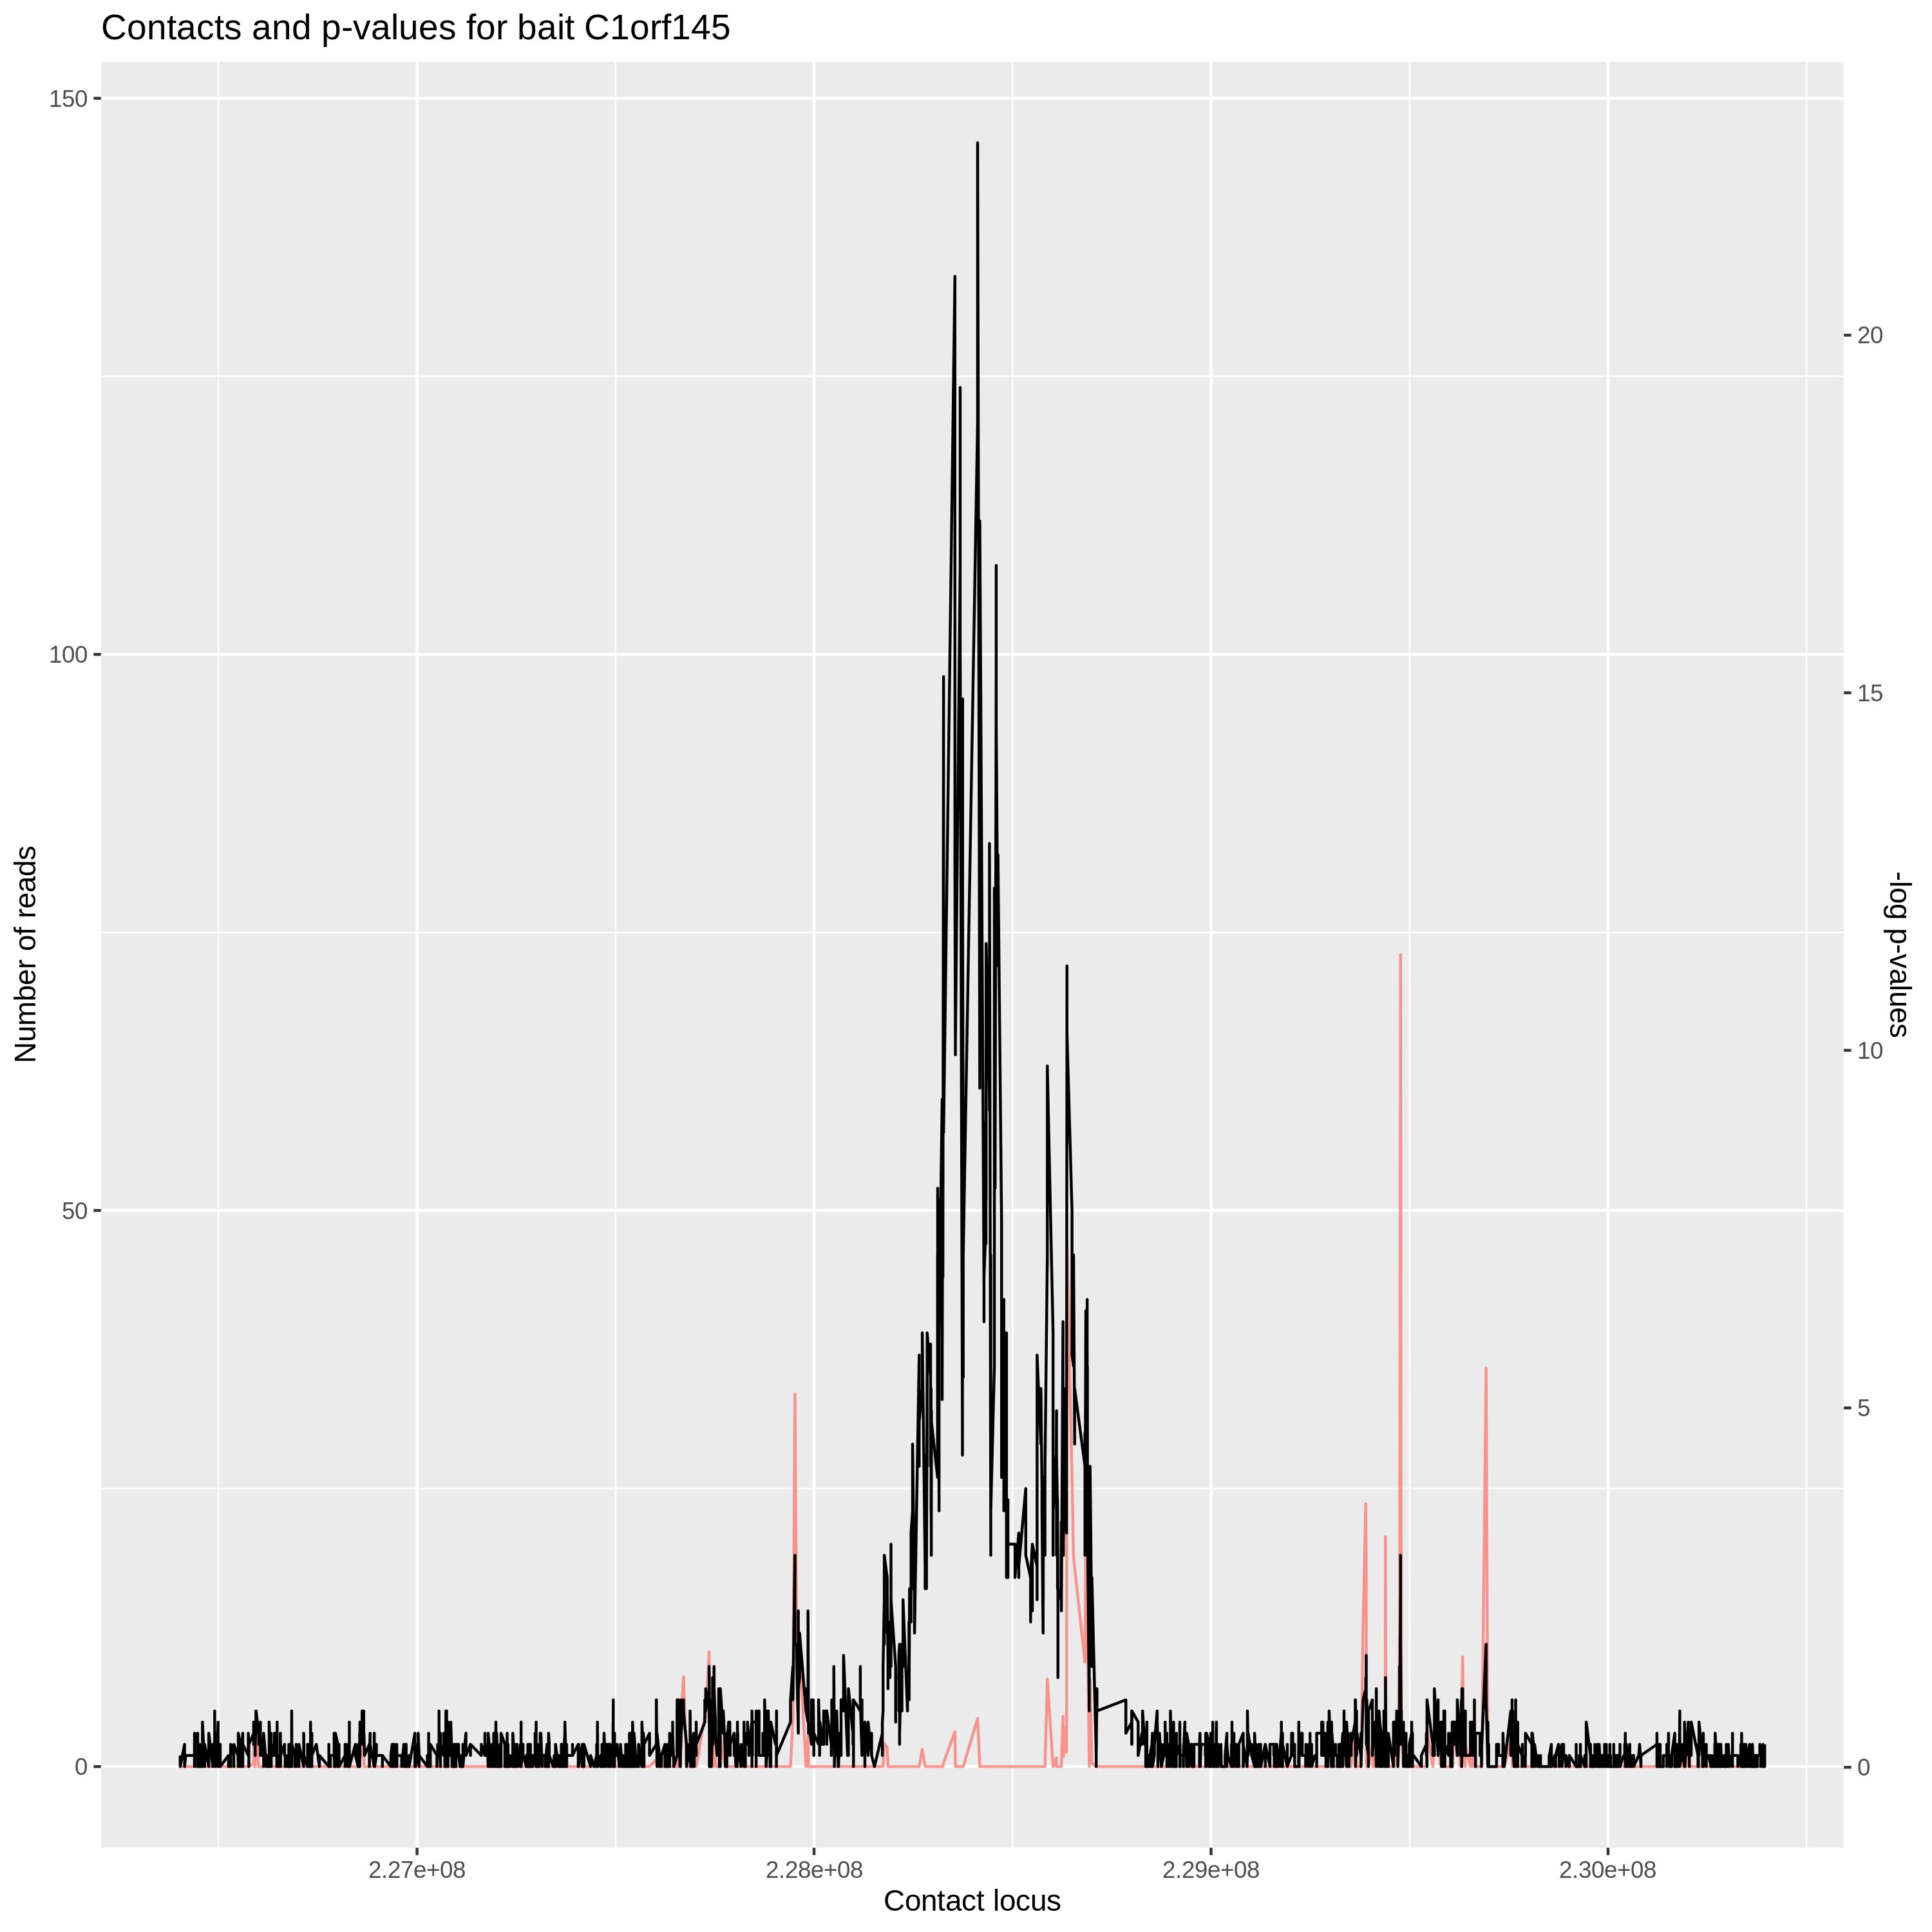 Contacts and p-values for bait C1orf145
150
100
50
0
Number of reads
20
15
10
5
0
-log p-values
2.27e+08
2.28e+08
2.29e+08
2.30e+08
Contact locus